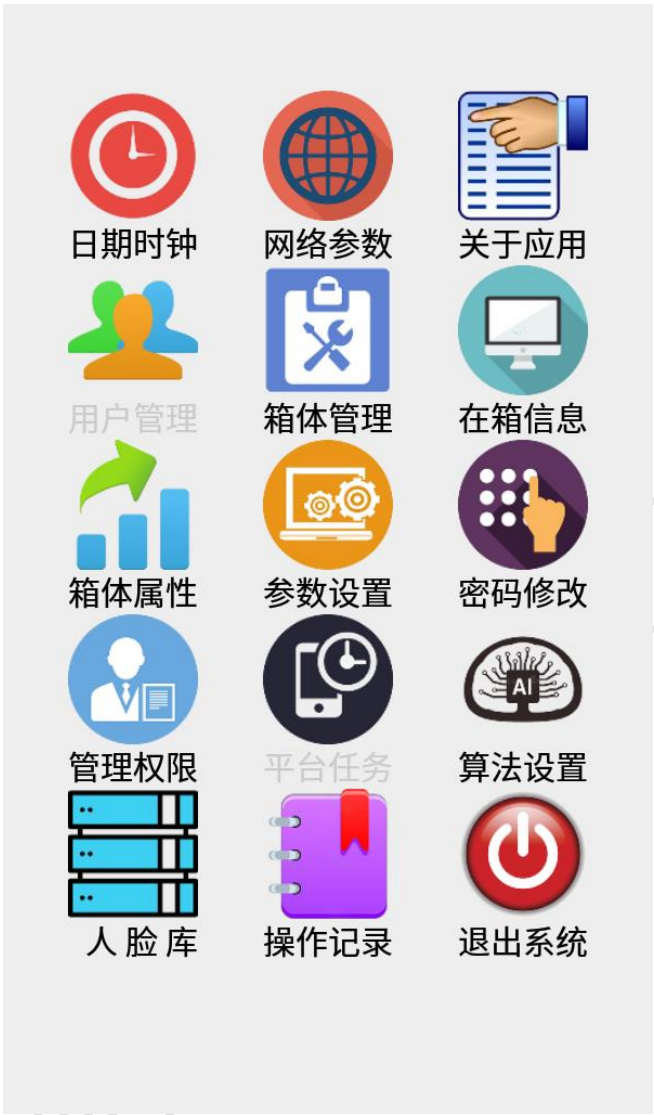 日期时钟 网络参数 关于应用
用户管理 箱体管理 在箱信息
箱体属性 参数设置 密码修改
AI
管理权限 平台任务 算法设置
人脸库 操作记录 退出系统